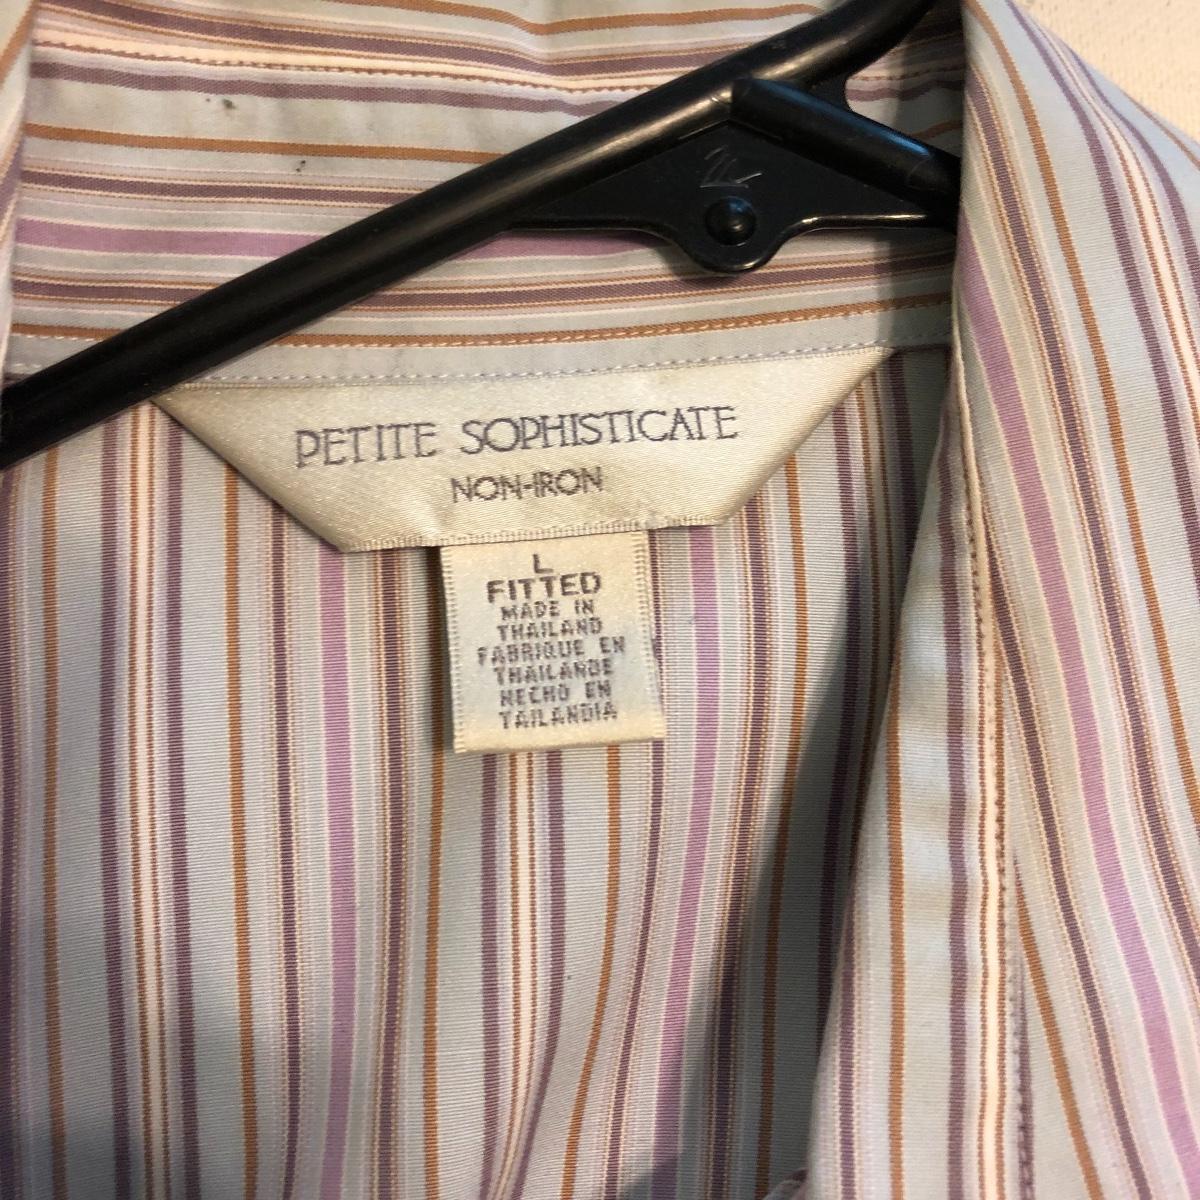 PETITE SOPHISTICATE
NON-IRON
L
FITTED
MADE IN
THAILAND
FABRIQUE EN
THAILANDE
HECHO EN
TAILANDIA